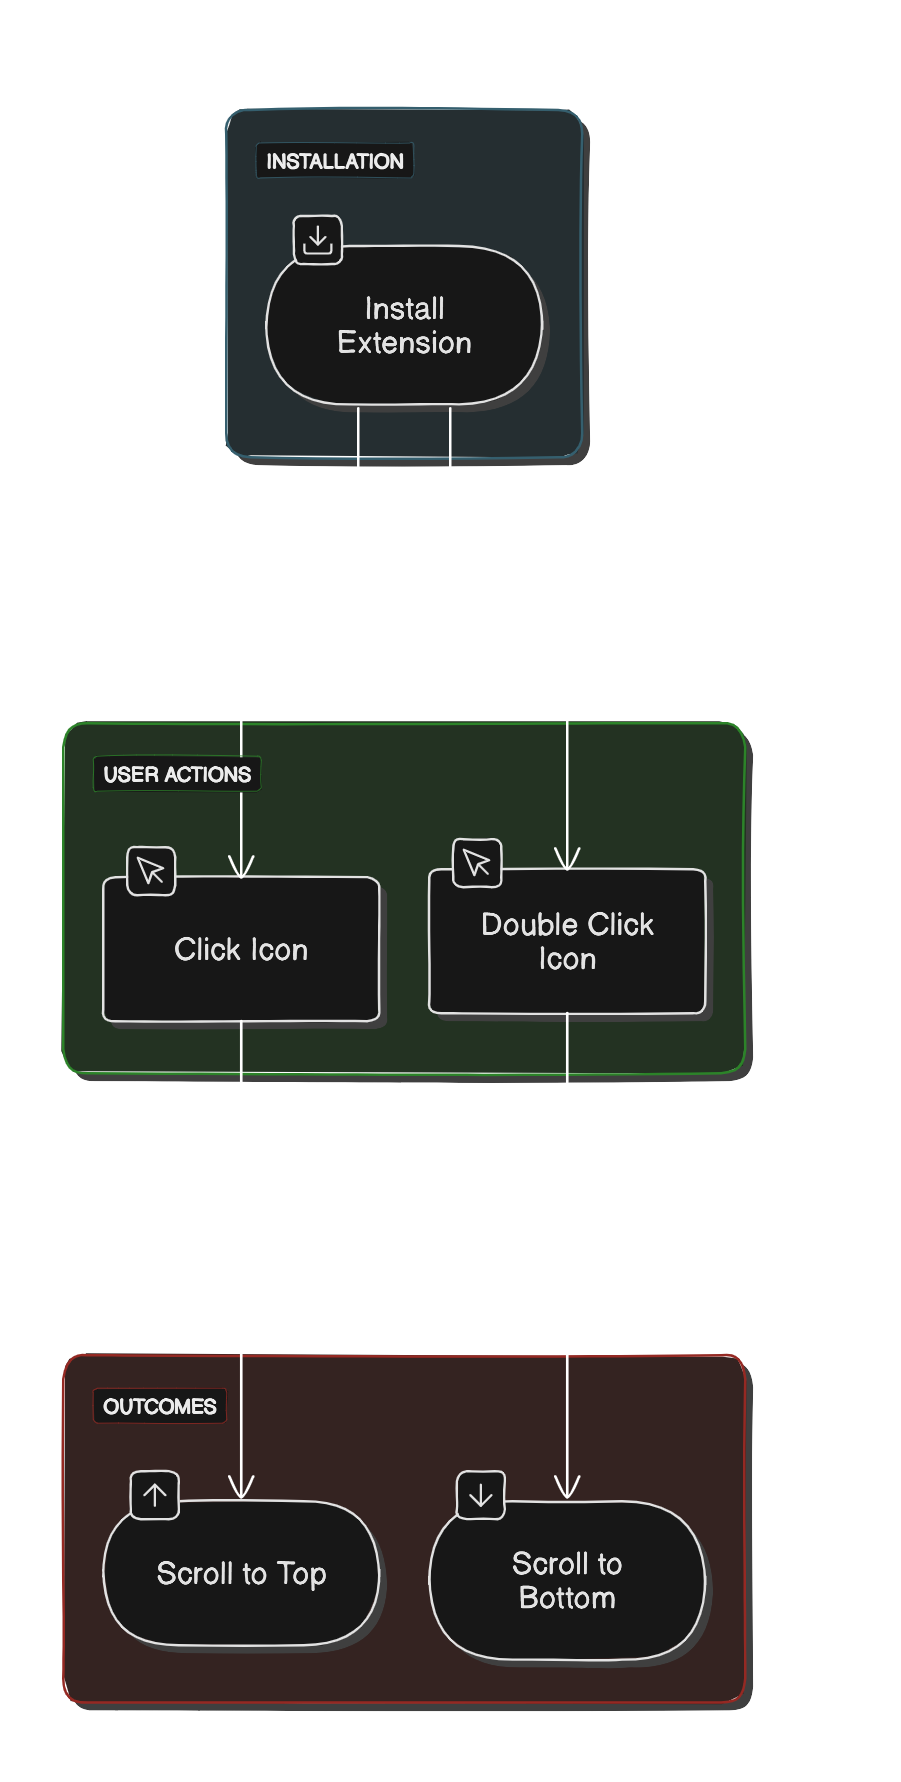 INSTALLATION
Install
Extension
USER ACTIONS
Click Icon
Double Click
Icon
OUTCOMES
Scroll to Top
Scroll to
Bottom